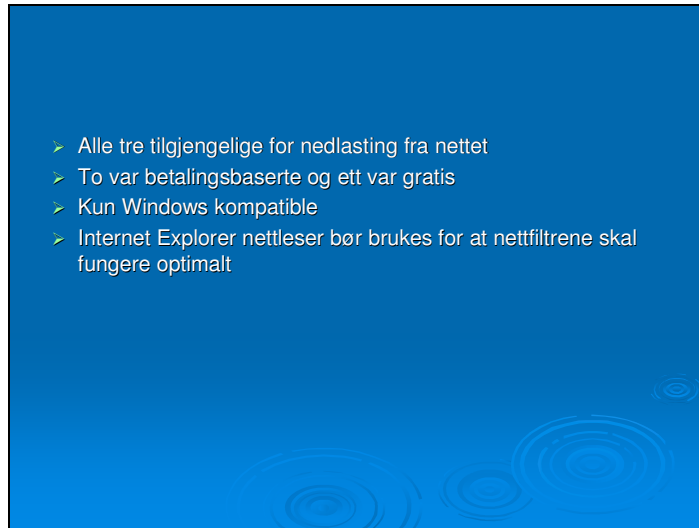 Alle tre tilgjengelige for nedlasting fra nettet
To var betalingsbaserte og ett var gratis
Kun Windows kompatible
Internet Explorer nettleser bør brukes for at nettfiltrene skal
fungere optimalt